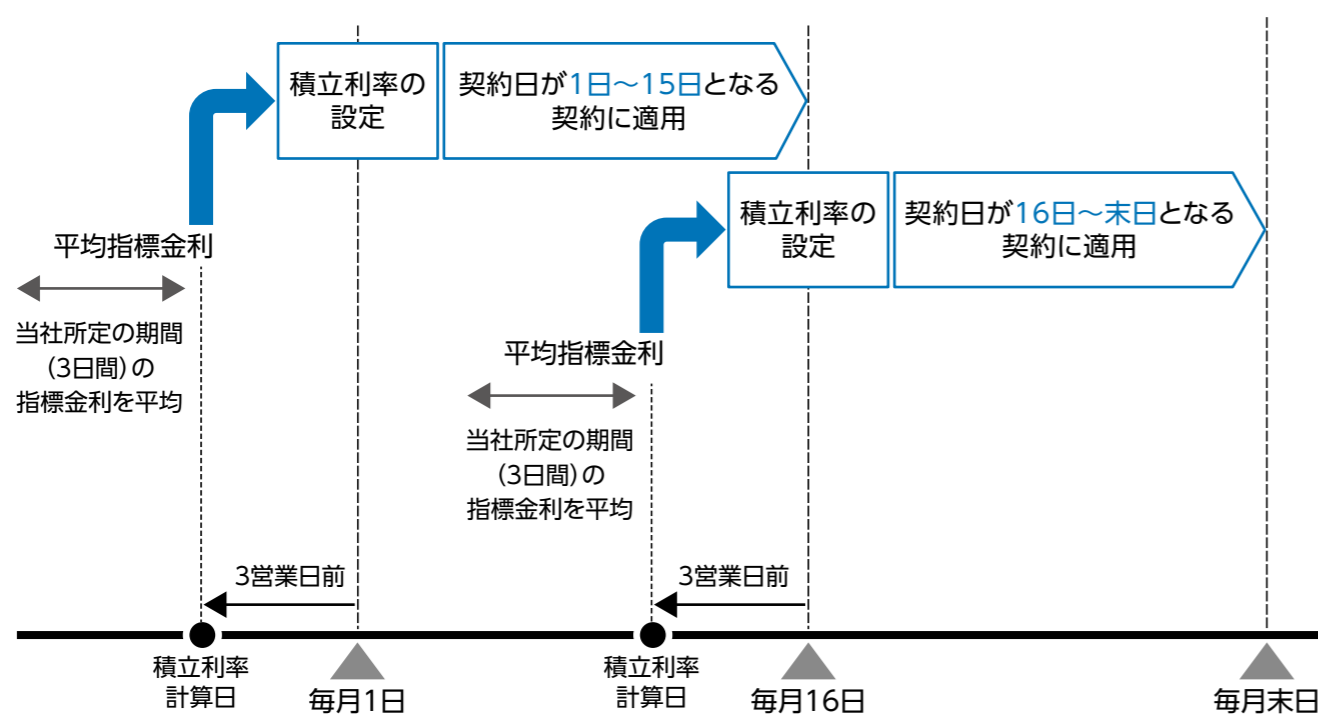 積立利率の
設定
契約日が1日~15日となる
契約に適用
積立利率の
設定
契約日が16日~末日となる
契約に適用
平均指標金利
当社所定の期間
(3日間)の
指標金利を平均
平均指標金利
当社所定の期間
(3日間)の
指標金利を平均
3営業日前
3営業日前
積立利率
計算日
毎月1日
積立利率
計算日
毎月16日
毎月末日